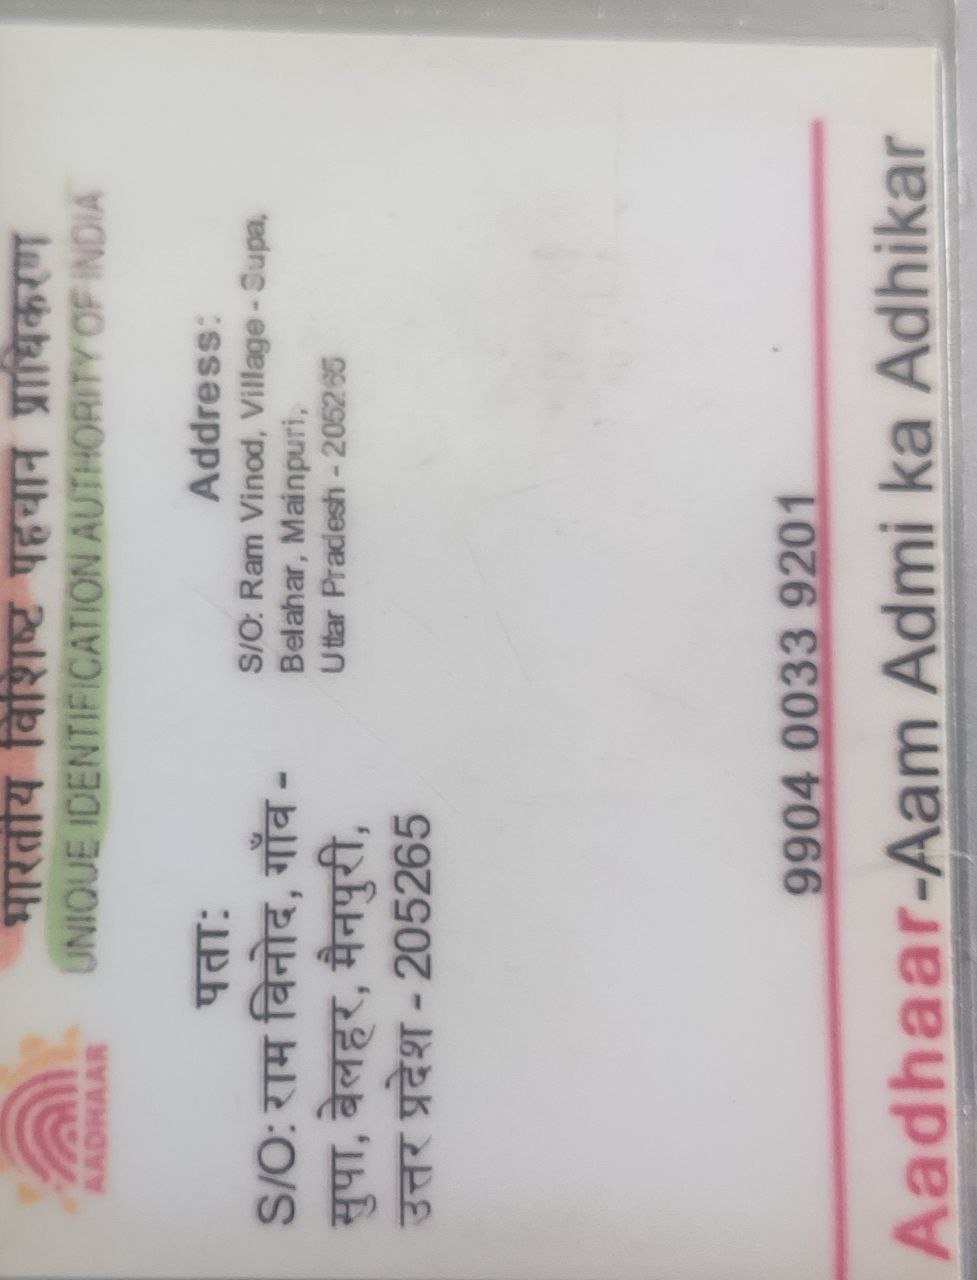 भारतीय विशिष्ट पहचान प्राधिकरण
UNIQUE IDENTIFICATION AUTHORITY OF INDIA
AADHAAR
पता:
S/O: राम विनोद, गाँव -
सुपा, बेलहर, मैनपुरी,
उत्तर प्रदेश - 205265
Address:
S/O: Ram Vinod, Village - Supa,
Belahar, Mainpuri,
Uttar Pradesh - 205265
9904 0033 9201
Aadhaar-Aam Admi ka Adhikar